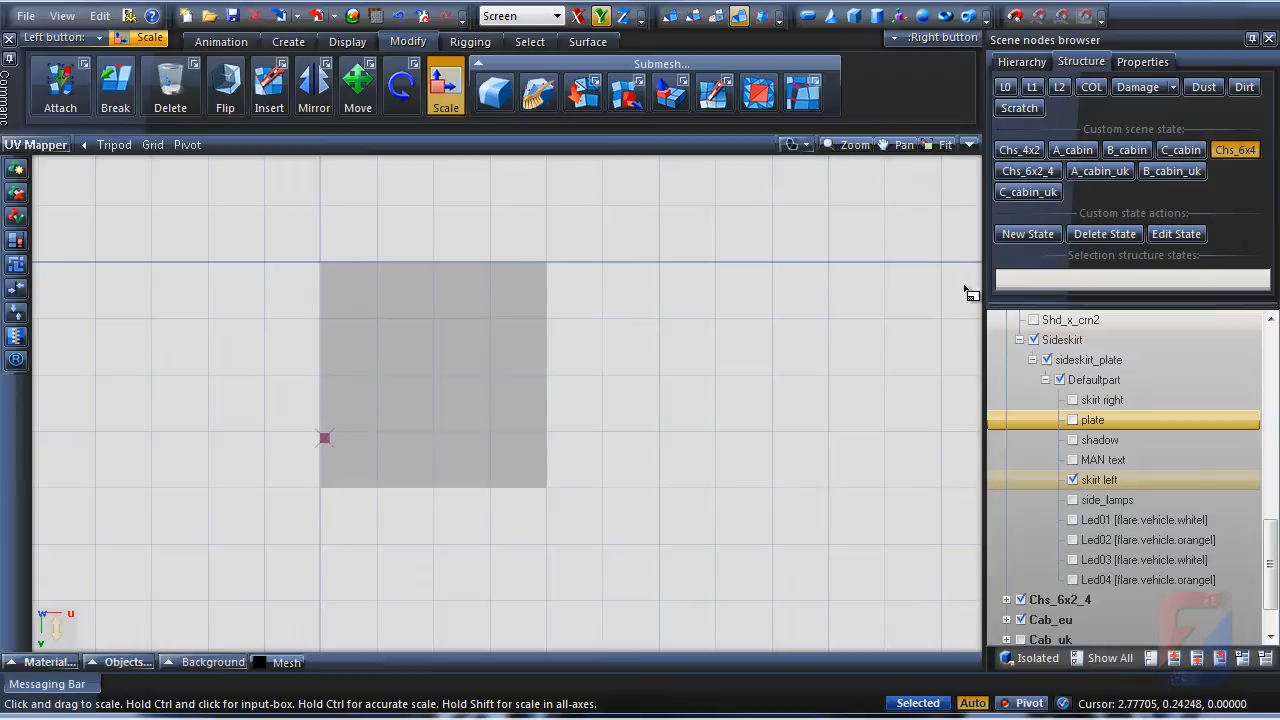 File View Edit Screen X Y Z
Scene nodes browser
Left button: Scale Animation Create Display Modify Rigging Select Surface :Right button
Hierarchy Structure Properties
Submesh...
Attach Break Delete Flip Insert Mirror Move Scale
L0 L1 L2 COL Damage Dust Dirt
Scratch
Custom scene state:
Chs_4x2 A_cabin B_cabin C_cabin Chs_6x4
Chs_6x2_4 A_cabin_uk B_cabin_uk
C_cabin_uk
Custom state actions:
New State Delete State Edit State
Selection structure states:
UV Mapper Tripod Grid Pivot Zoom Pan Fit
Shd_x_crn2
Sideskirt
sideskirt_plate
Defaultpart
skirt right
plate
shadow
MAN text
skirt left
side_lamps
Led01 [flare.vehicle.whitel]
Led02 [flare.vehicle.orangel]
Led03 [flare.vehicle.whitel]
Led04 [flare.vehicle.orangel]
Chs_6x2_4
Cab_eu
Cab_uk
w u
v
Material... Objects... Background Mesh
Isolated Show All
Messaging Bar
Click and drag to scale. Hold Ctrl and click for input-box. Hold Ctrl for accurate scale. Hold Shift for scale in all-axes.
Selected Auto Pivot Cursor: 2.77705, 0.24248, 0.00000